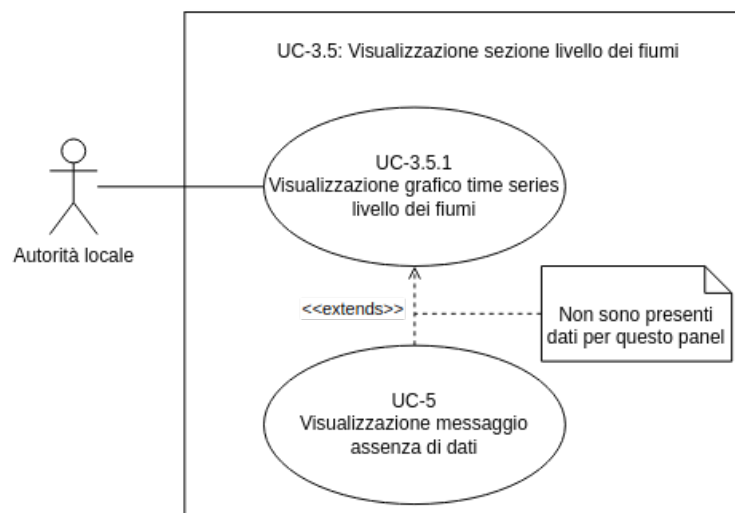 UC-3.5: Visualizzazione sezione livello dei fiumi
UC-3.5.1
Visualizzazione grafico time series
livello dei fiumi
Autorità locale
<<extends>>
Non sono presenti
dati per questo panel
UC-5
Visualizzazione messaggio
assenza di dati